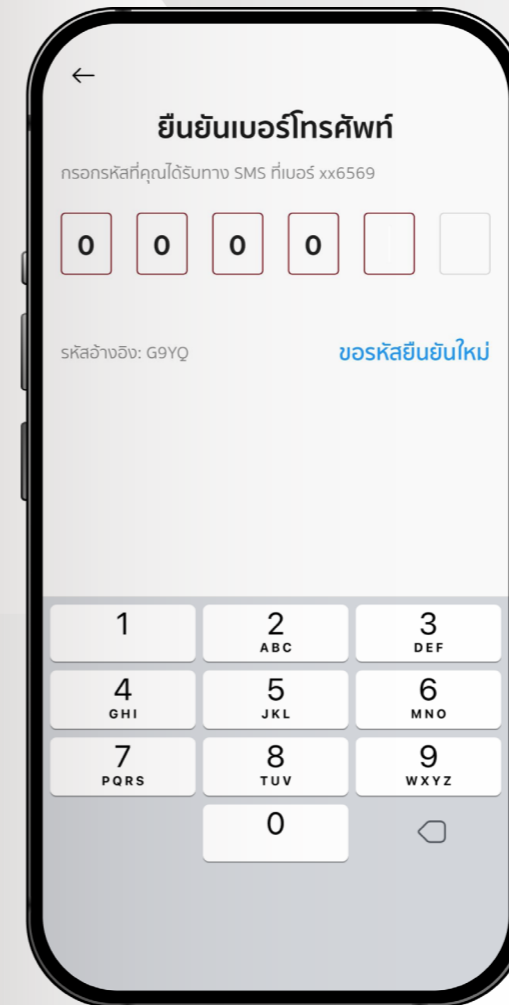 ยืนยันเบอร์โทรศัพท์
กรอกรหัสที่คุณได้รับทาง SMS ที่เบอร์ xx6569
0 0 0 0
รหัสอ้างอิง: G9YQ ขอรหัสยืนยันใหม่
1 2 3
ABC DEF
4 5 6
GHI JKL MNO
7 8 9
PQRS TUV WXYZ
0